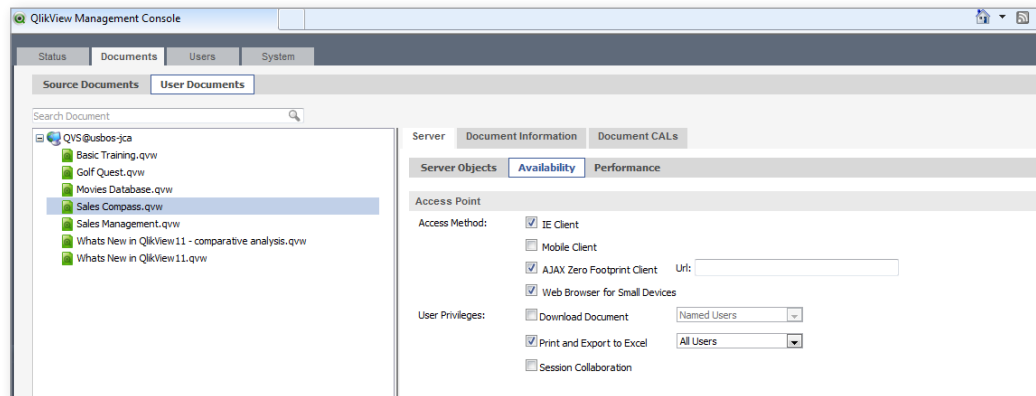 QlikView Management Console
Status Documents Users System
Source Documents User Documents
Search Document
QVS@usbos-jca
Basic Training.qvw
Golf Quest.qvw
Movies Database.qvw
Sales Compass.qvw
Sales Management.qvw
Whats New in QlikView11 - comparative analysis.qvw
Whats New in QlikView11.qvw
Server Document Information Document CALs
Server Objects Availability Performance
Access Point
Access Method: IE Client
Mobile Client
AJAX Zero Footprint Client Url:
Web Browser for Small Devices
User Privileges: Download Document Named Users
Print and Export to Excel All Users
Session Collaboration